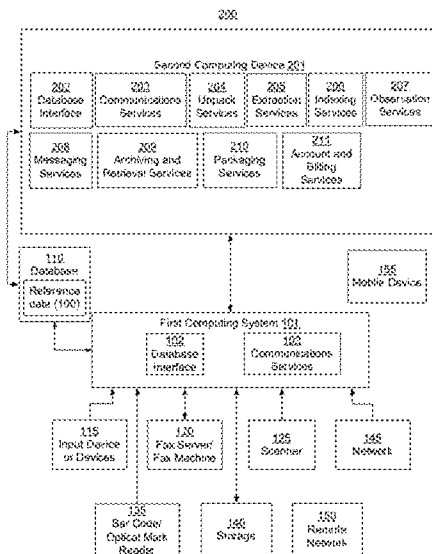 200
Second Computing Device 201
202 203 204 205 206 207
Database Communications Unpack Extraction Indexing Observation
Interface Services Services Services Services Services
208 209 210 211
Messaging Archiving and Packaging Account and
Services Retrieval Services Services Billing
Services
110
Database
Reference
data (100)
155
Mobile Device
First Computing System 101
102 103
Database Communications
Interface Services
115 120 125 145
Input Device Fax Server/ Scanner Network
or Devices Fax Machine
135 140 150
Bar Code/ Storage Remote
Optical Mark Network
Reader